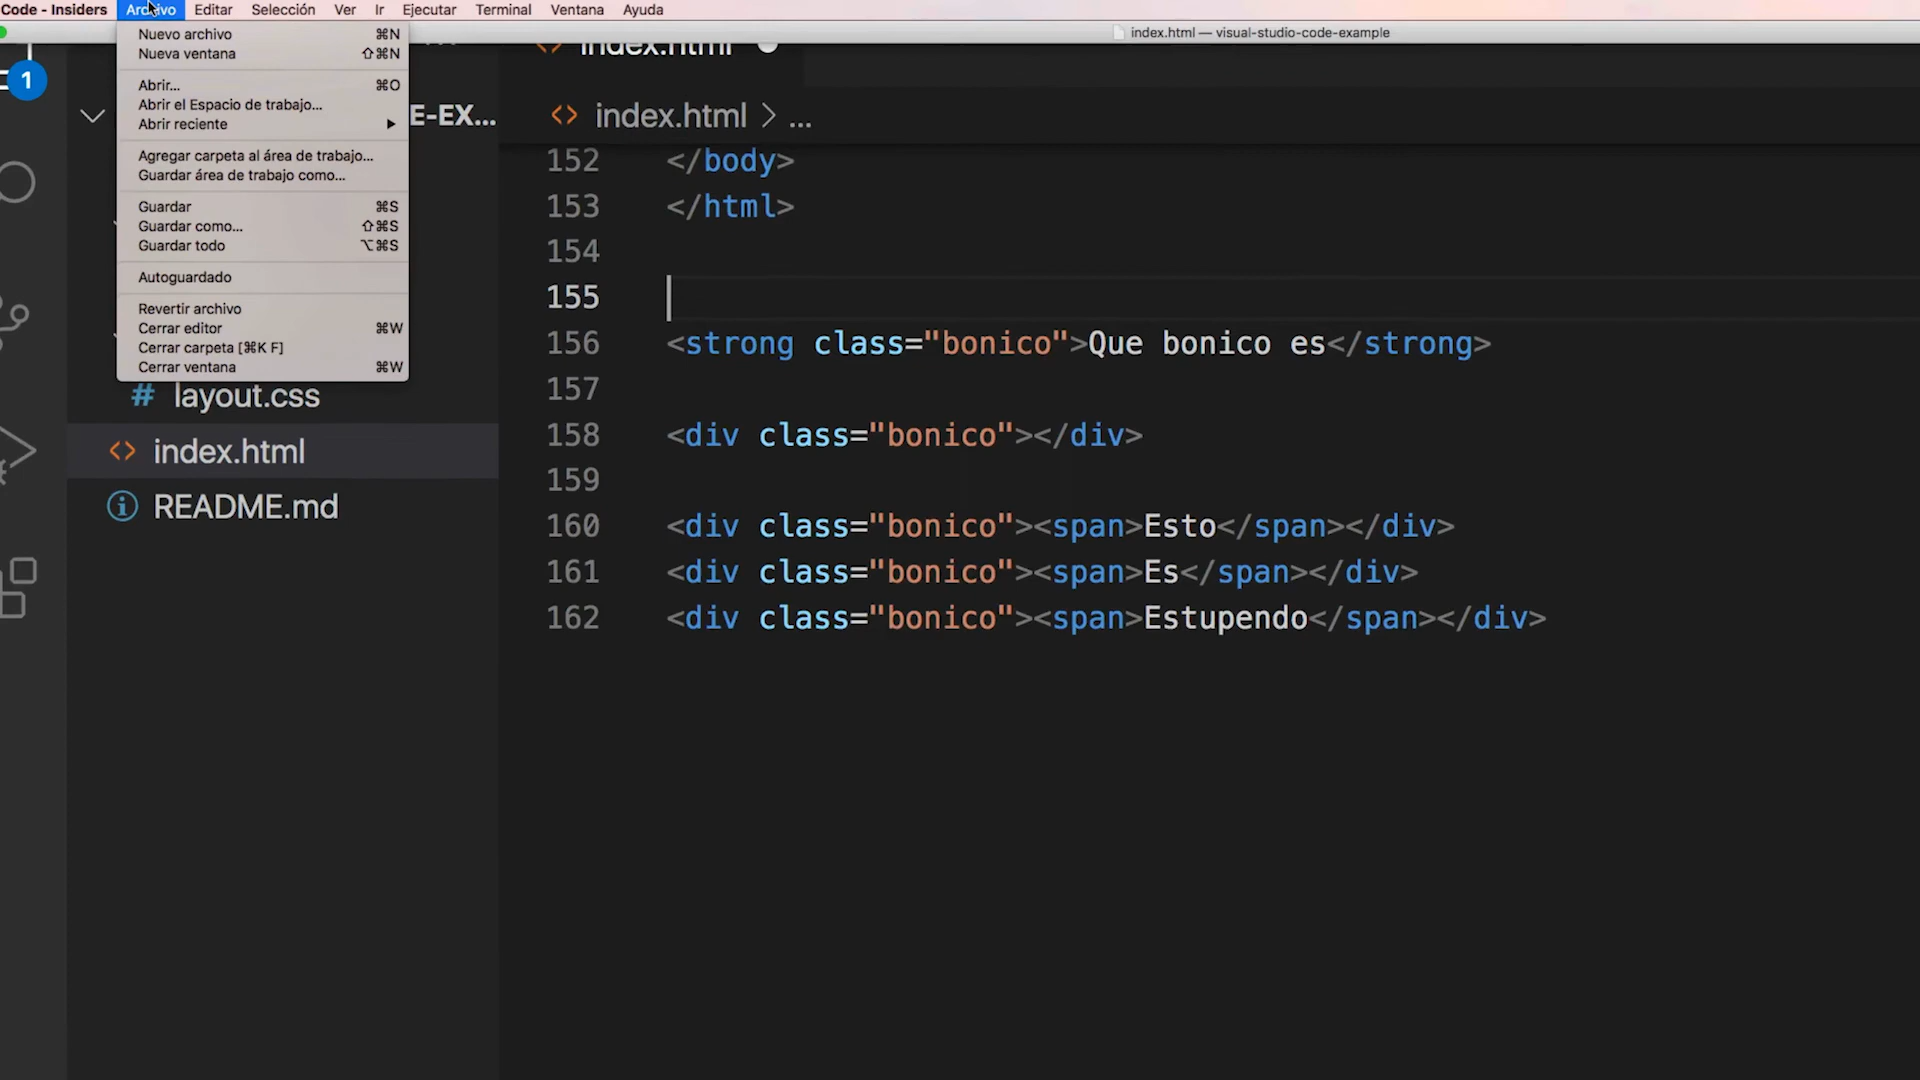 Code - Insiders Archivo Editar Selección Ver Ir Ejecutar Terminal Ventana Ayuda
index.html — visual-studio-code-example
Nuevo archivo ⌘N
Nueva ventana ⇧⌘N
Abrir... ⌘O
Abrir el Espacio de trabajo...
Abrir reciente
Agregar carpeta al área de trabajo...
Guardar área de trabajo como...
Guardar ⌘S
Guardar como... ⇧⌘S
Guardar todo ⌥⌘S
Autoguardado
Revertir archivo
Cerrar editor ⌘W
Cerrar carpeta [⌘K F]
Cerrar ventana ⌘W
1
E-EX...
# layout.css
<> index.html
README.md
<> index.html
<> index.html > ...
152 </body>
153 </html>
154
155
156 <strong class="bonico">Que bonico es</strong>
157
158 <div class="bonico"></div>
159
160 <div class="bonico"><span>Esto</span></div>
161 <div class="bonico"><span>Es</span></div>
162 <div class="bonico"><span>Estupendo</span></div>